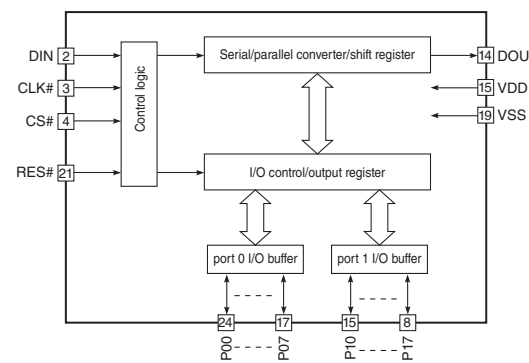 DIN 2
CLK# 3
CS# 4
RES# 21
Control logic
Serial/parallel converter/shift register
14 DOU
15 VDD
19 VSS
I/O control/output register
port 0 I/O buffer
port 1 I/O buffer
24 17 15 8
P00 P07 P10 P17